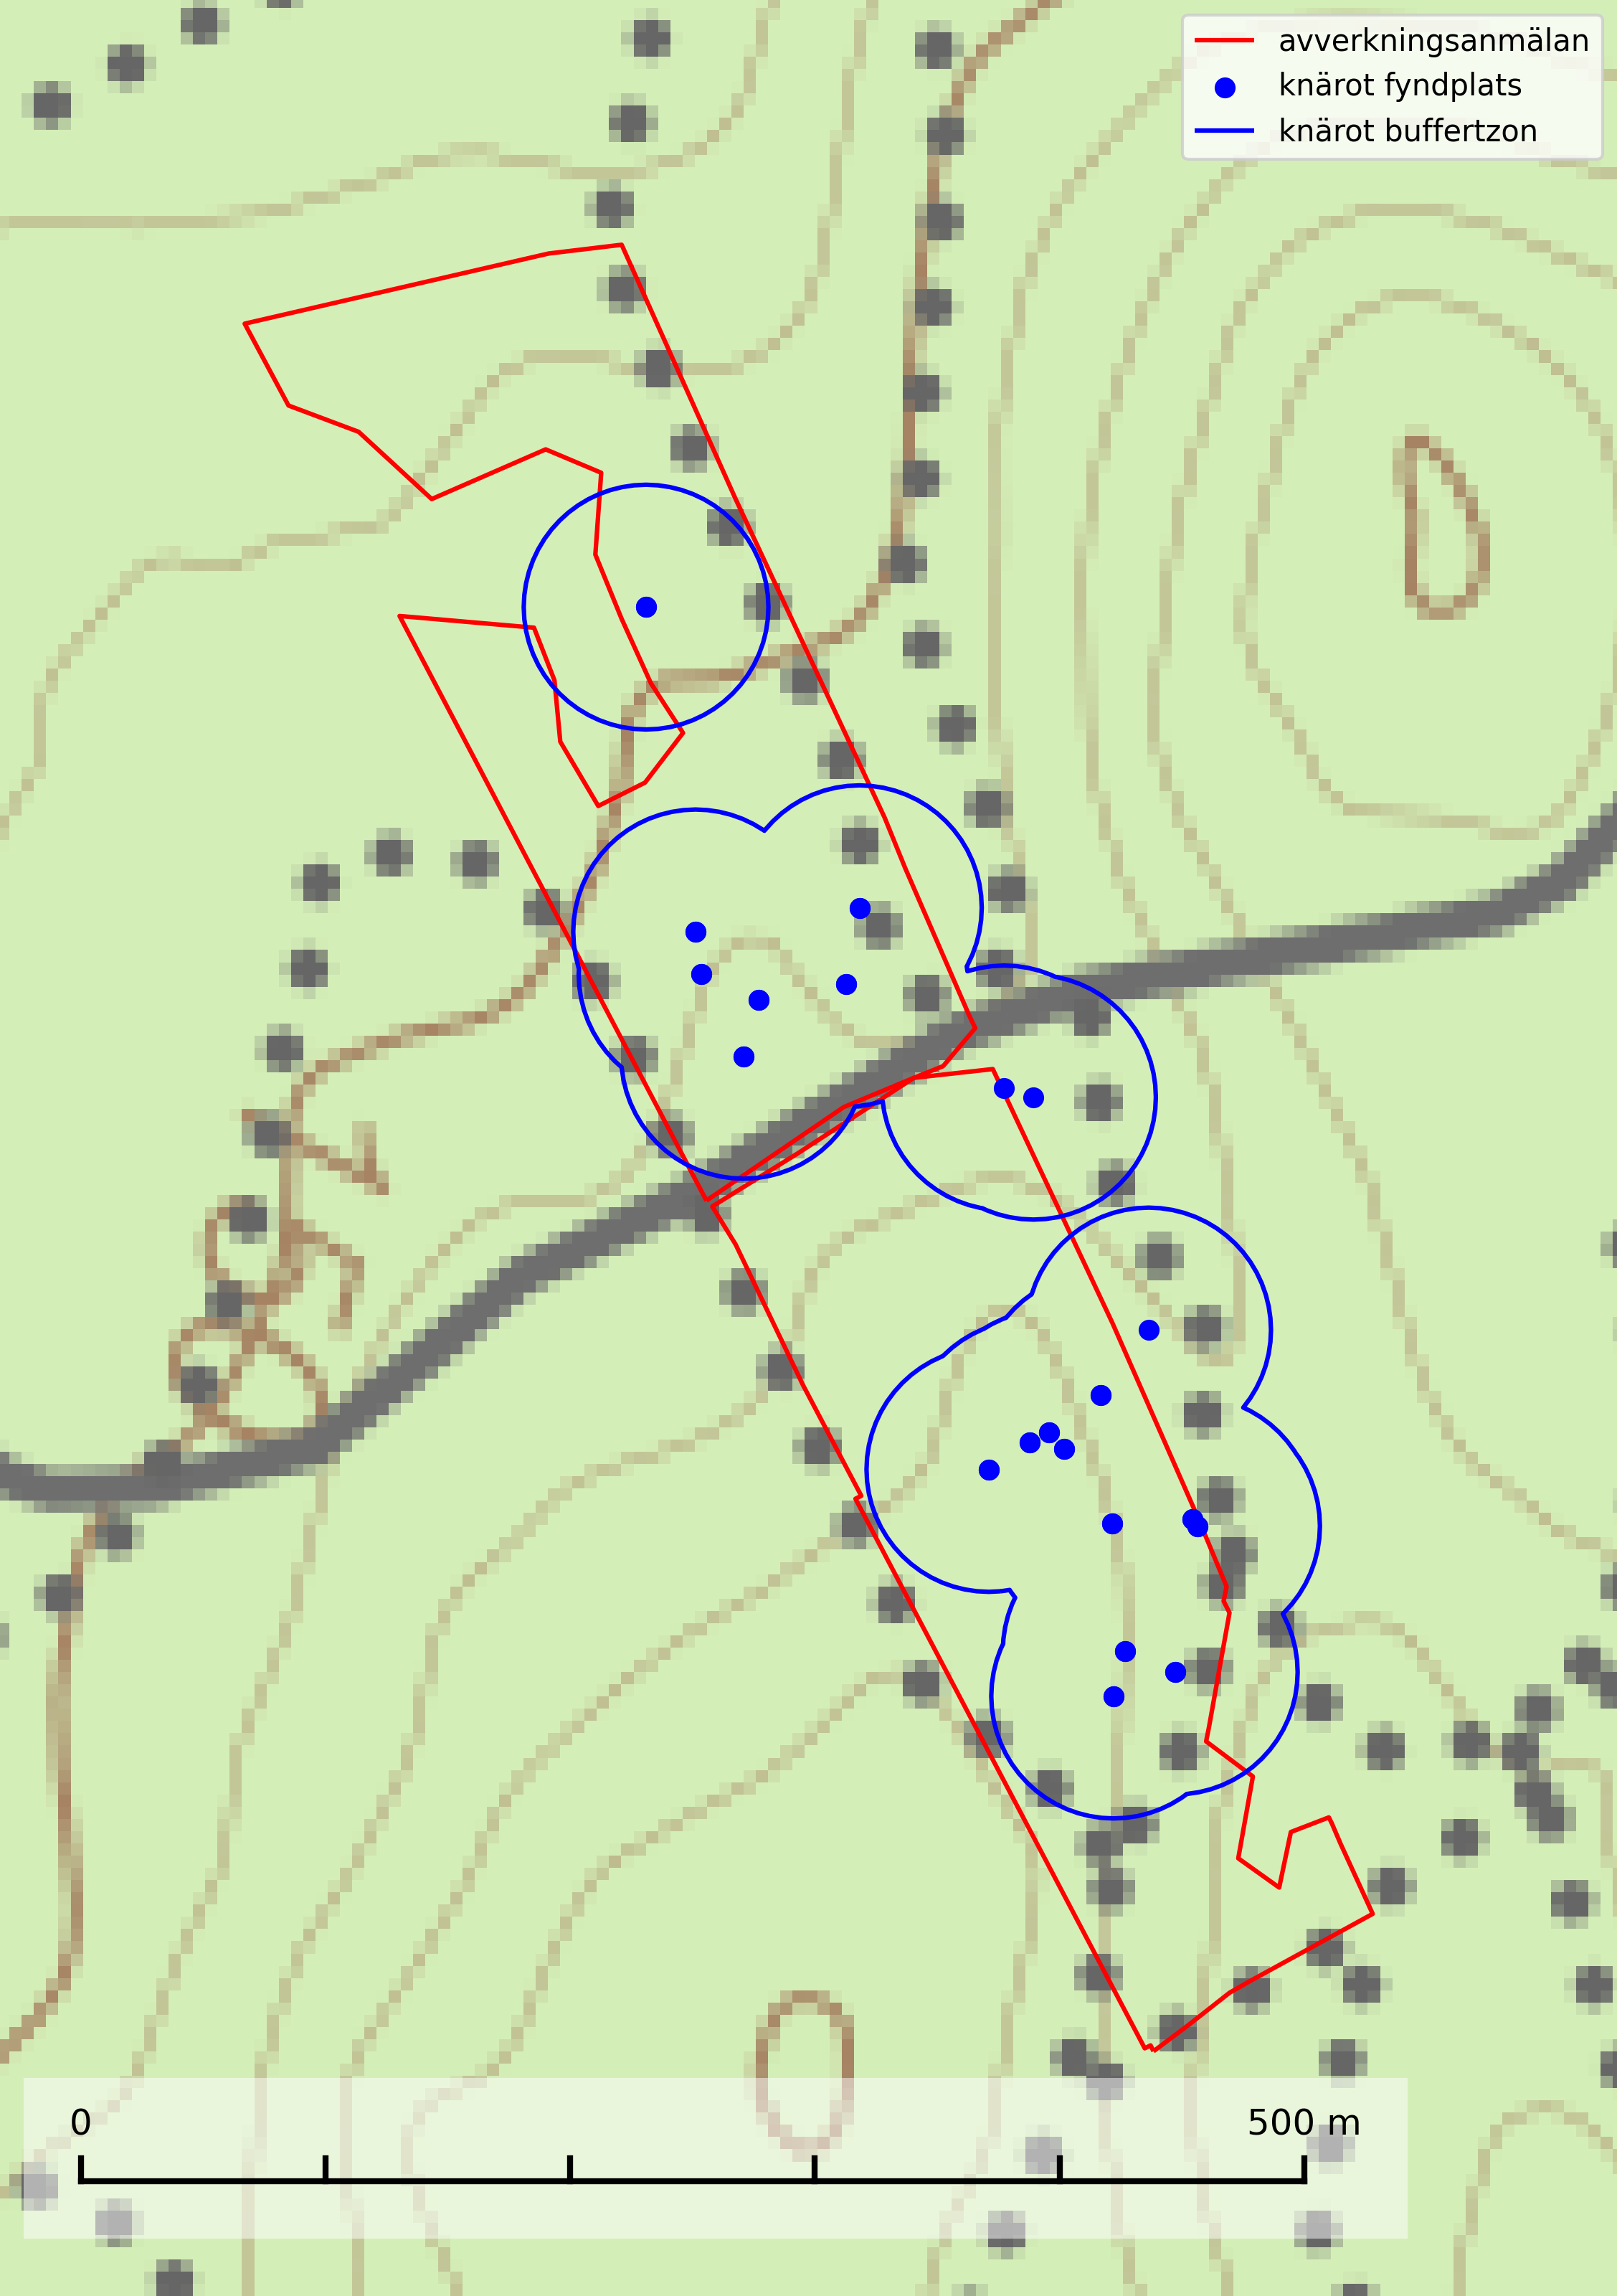 avverkningsanmälan
knärot fyndplats
knärot buffertzon
0
500 m